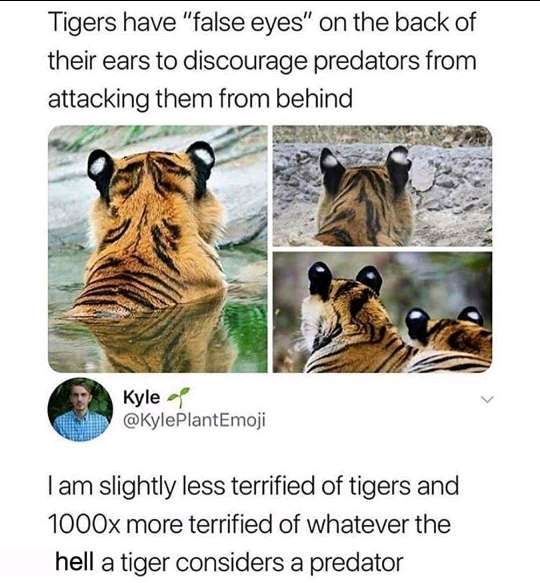 Tigers have "false eyes" on the back of
their ears to discourage predators from
attacking them from behind
Kyle 🌱
@KylePlantEmoji
I am slightly less terrified of tigers and
1000x more terrified of whatever the
hell a tiger considers a predator